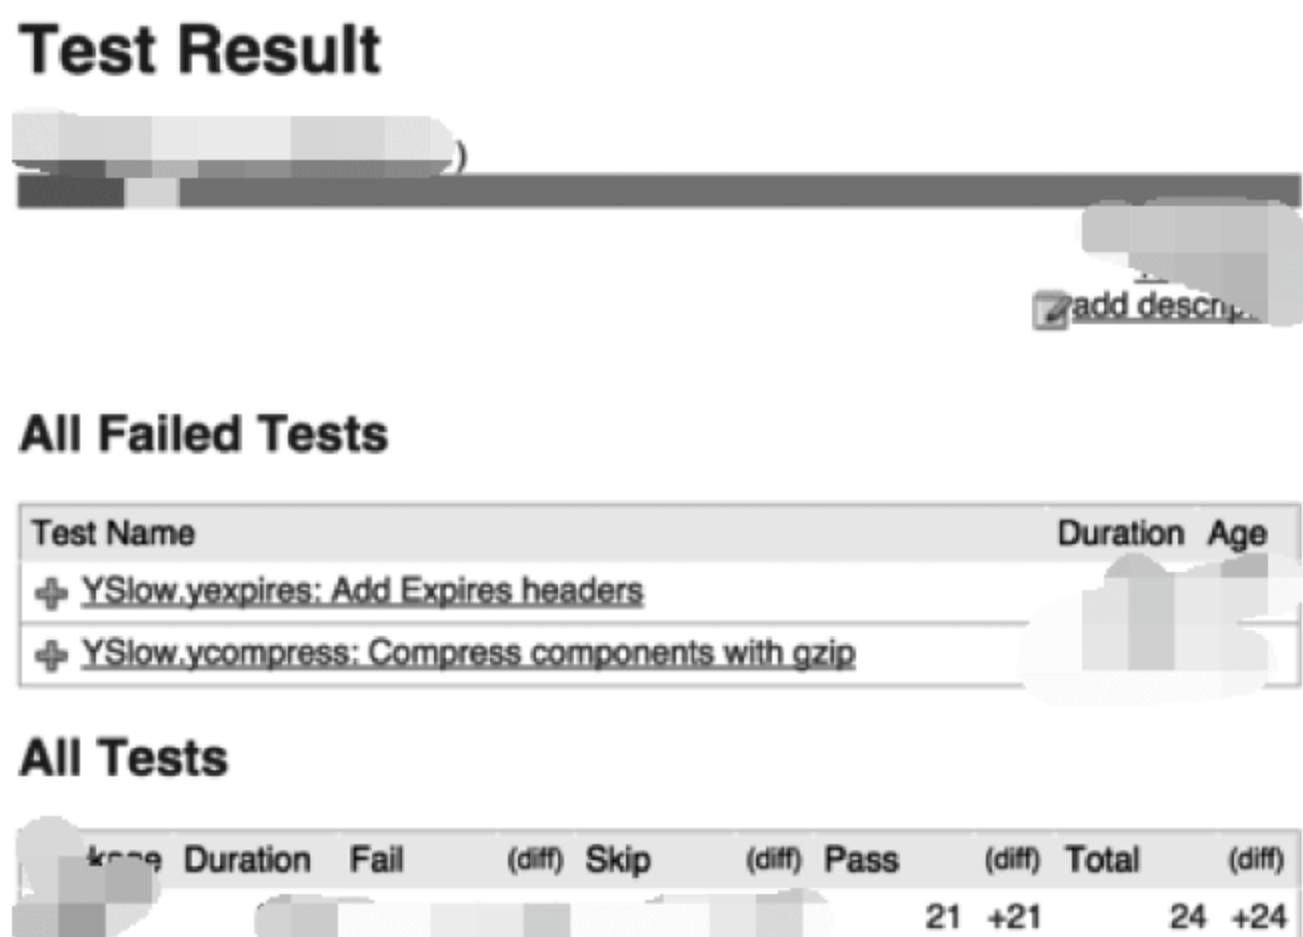 Test Result
)
add descrip
All Failed Tests
Test Name Duration Age
YSlow.yexpires: Add Expires headers
YSlow.ycompress: Compress components with gzip
All Tests
Duration Fail (diff) Skip (diff) Pass (diff) Total (diff)
21 +21 24 +24